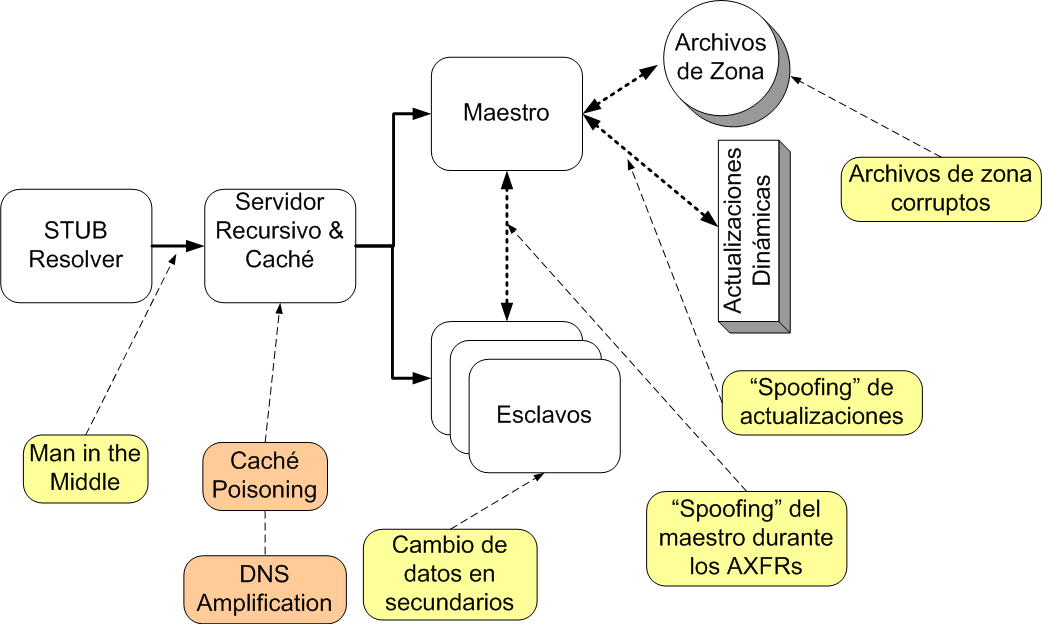 Archivos
de Zona
Maestro
Actualizaciones
Dinámicas
Archivos de zona
corruptos
STUB
Resolver
Servidor
Recursivo &
Caché
Esclavos
“Spoofing” de
actualizaciones
Man in the
Middle
Caché
Poisoning
DNS
Amplification
Cambio de
datos en
secundarios
“Spoofing” del
maestro durante
los AXFRs